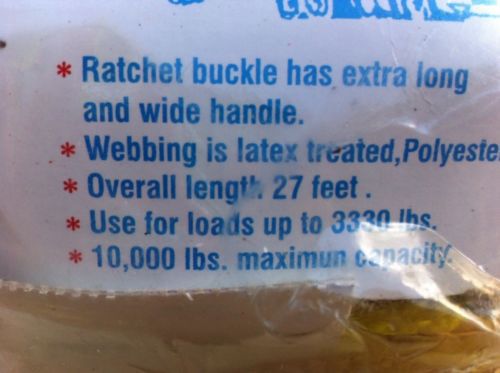 * Ratchet buckle has extra long
and wide handle.
* Webbing is latex treated,Polyeste
* Overall length 27 feet .
* Use for loads up to 3330 lbs.
* 10,000 lbs. maximun capacity.